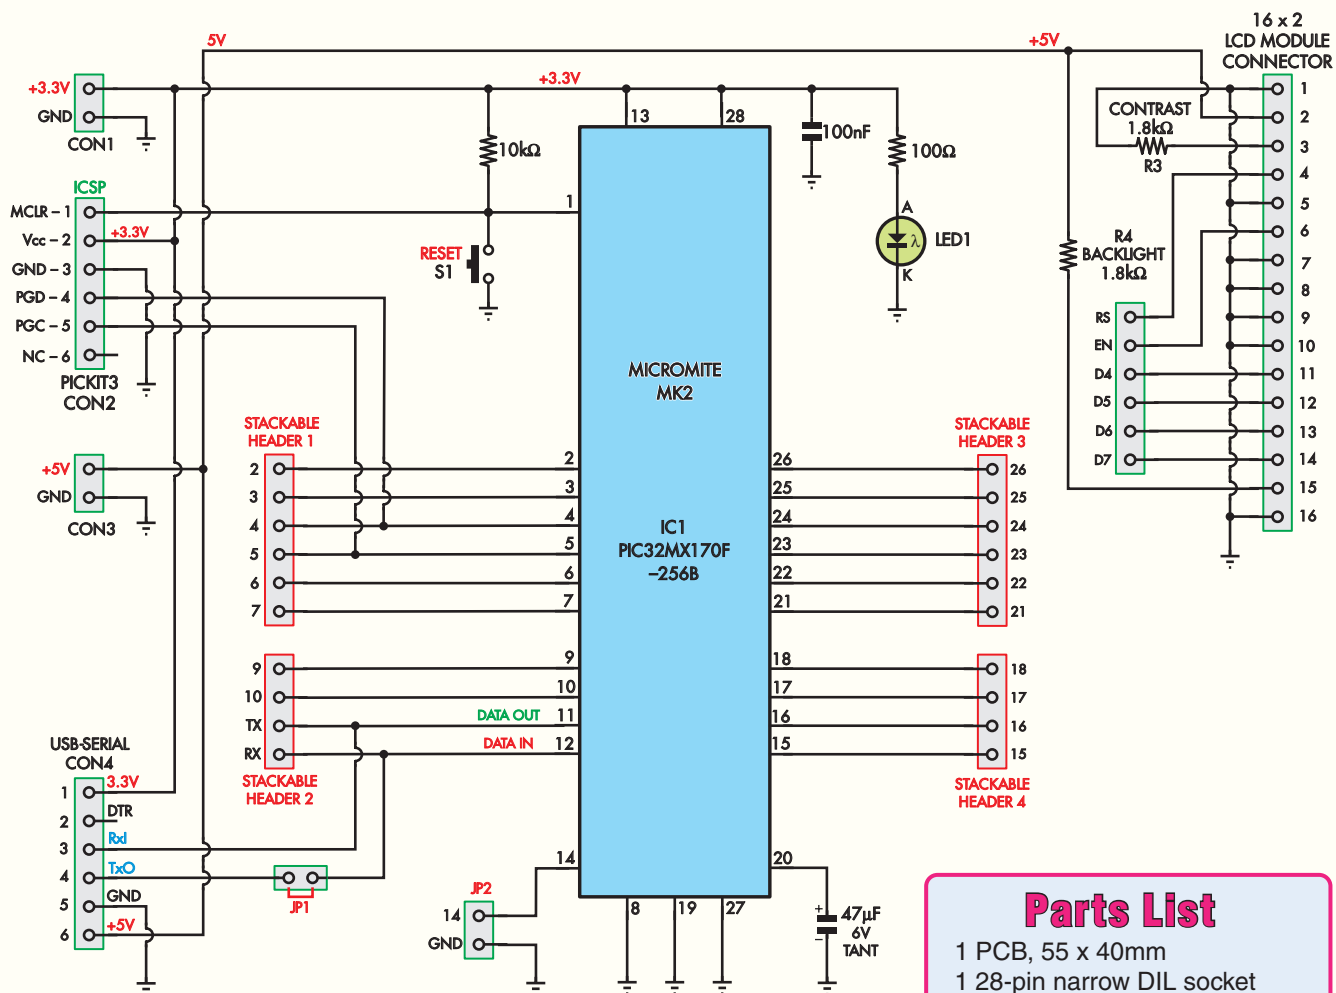 5V
+5V
16 x 2
LCD MODULE
CONNECTOR
+3.3V
GND
CON1
+3.3V
13
28
10kΩ
100nF
100Ω
CONTRAST
1.8kΩ
R3
1
2
3
4
5
6
7
8
9
10
11
12
13
14
15
16
ICSP
MCLR – 1
Vcc – 2
+3.3V
GND – 3
PGD – 4
PGC – 5
NC – 6
PICKIT3
CON2
1
RESET
S1
A
λ
LED1
K
R4
BACKLIGHT
1.8kΩ
RS
EN
D4
D5
D6
D7
MICROMITE
MK2
IC1
PIC32MX170F
–256B
+5V
GND
CON3
STACKABLE
HEADER 1
2
3
4
5
6
7
2
3
4
5
6
7
STACKABLE
HEADER 3
26
25
24
23
22
21
26
25
24
23
22
21
9
10
TX
RX
STACKABLE
HEADER 2
DATA OUT
DATA IN
9
10
11
12
18
17
16
15
18
17
16
15
STACKABLE
HEADER 4
USB-SERIAL
CON4
1
2
3
4
5
6
3.3V
DTR
RxI
TxO
GND
+5V
JP1
JP2
14
GND
14
8
19
27
20
+
–
47µF
6V
TANT
Parts List
1 PCB, 55 x 40mm
1 28-pin narrow DIL socket